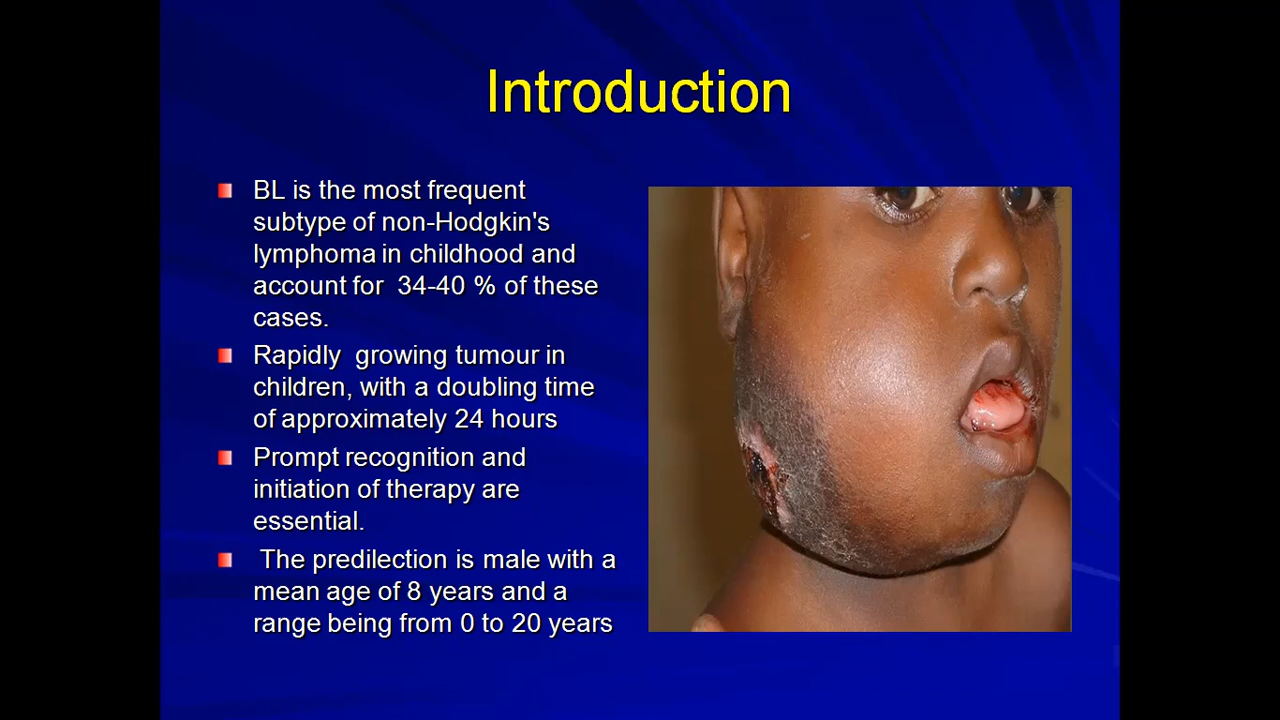 Introduction
BL is the most frequent
subtype of non-Hodgkin's
lymphoma in childhood and
account for 34-40 % of these
cases.
Rapidly growing tumour in
children, with a doubling time
of approximately 24 hours
Prompt recognition and
initiation of therapy are
essential.
The predilection is male with a
mean age of 8 years and a
range being from 0 to 20 years